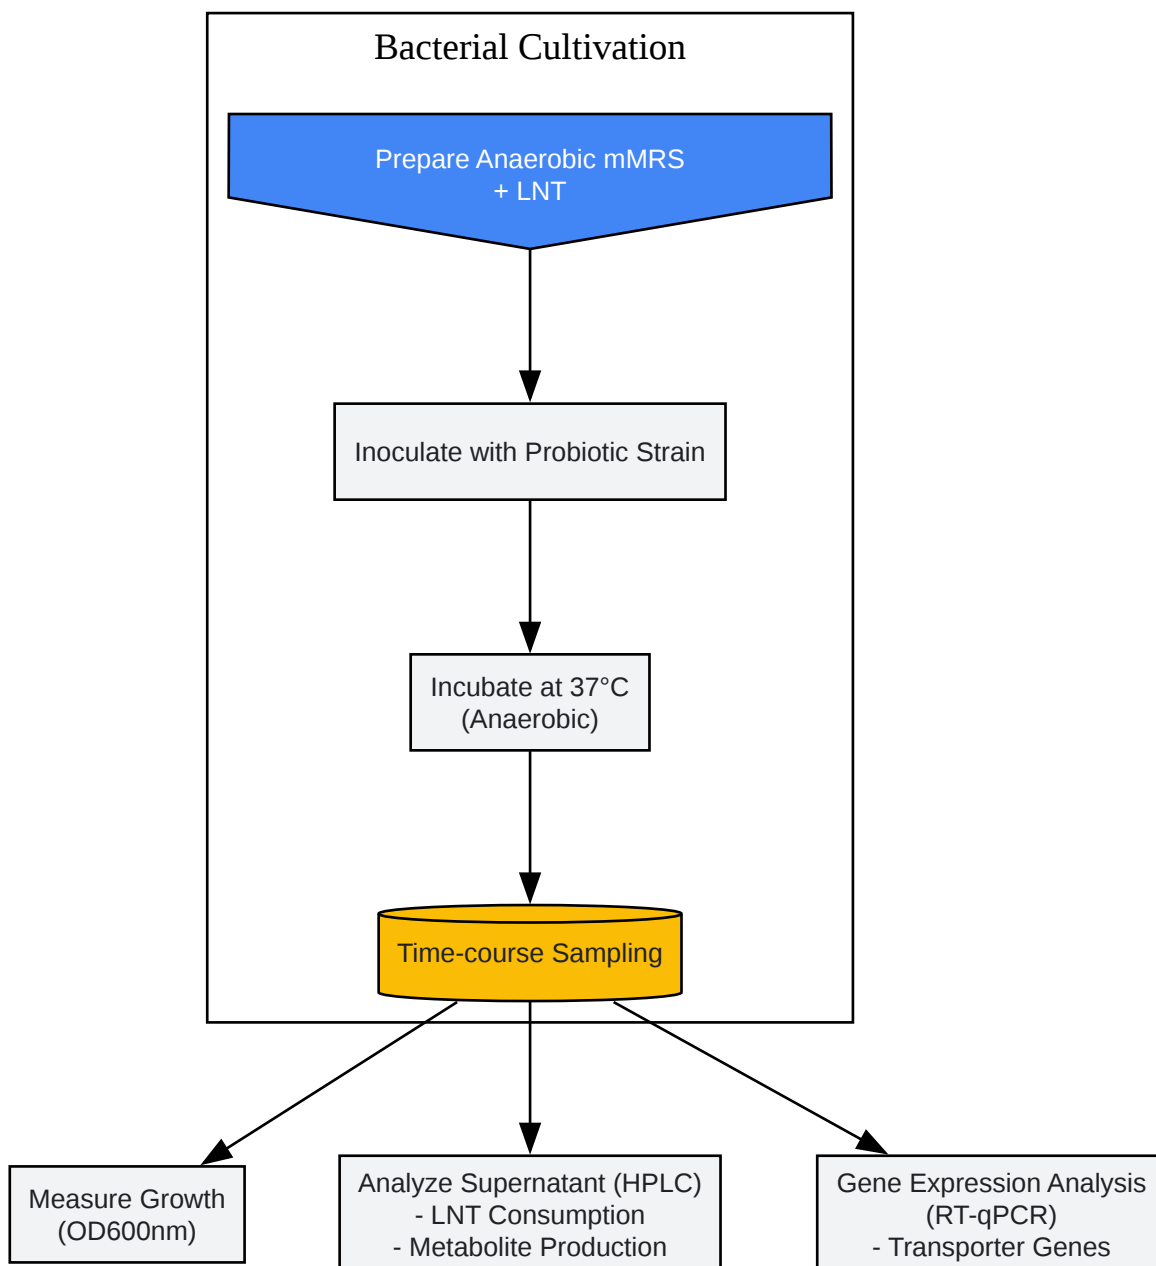 Bacterial Cultivation
Prepare Anaerobic mMRS
+ LNT
Inoculate with Probiotic Strain
Incubate at 37°C
(Anaerobic)
Time-course Sampling
Measure Growth
(OD600nm)
Analyze Supernatant (HPLC)
- LNT Consumption
- Metabolite Production
Gene Expression Analysis
(RT-qPCR)
- Transporter Genes